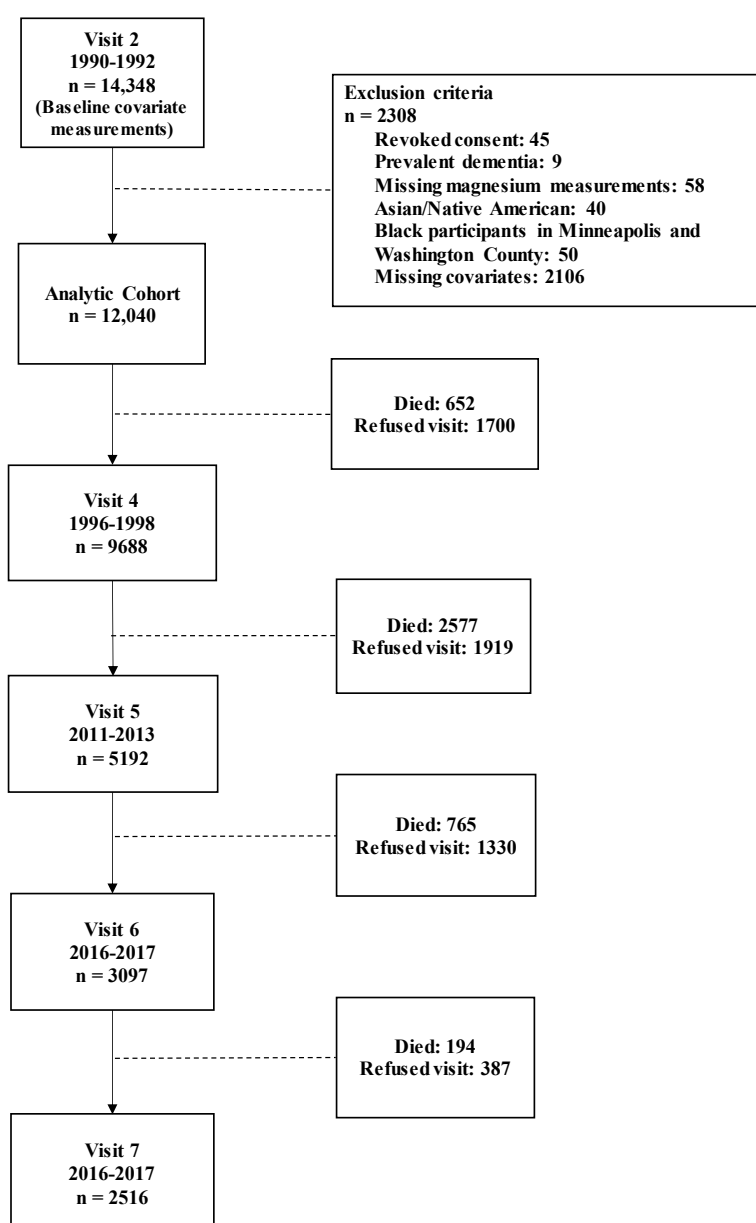 Visit 2
1990-1992
n = 14,348
(Baseline covariate
measurements)
Exclusion criteria
n = 2308
Revoked consent: 45
Prevalent dementia: 9
Missing magnesium measurements: 58
Asian/Native American: 40
Black participants in Minneapolis and
Washington County: 50
Missing covariates: 2106
Analytic Cohort
n = 12,040
Died: 652
Refused visit: 1700
Visit 4
1996-1998
n = 9688
Died: 2577
Refused visit: 1919
Visit 5
2011-2013
n = 5192
Died: 765
Refused visit: 1330
Visit 6
2016-2017
n = 3097
Died: 194
Refused visit: 387
Visit 7
2016-2017
n = 2516